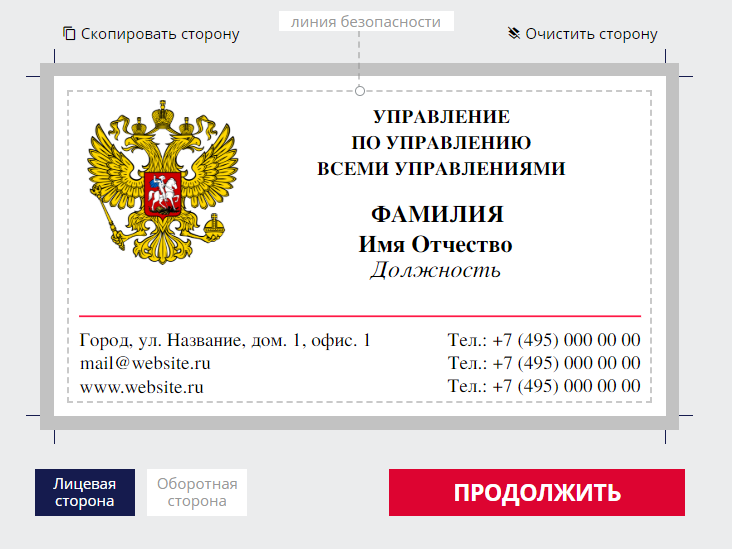 линия безопасности
Скопировать сторону
Очистить сторону
УПРАВЛЕНИЕ
ПО УПРАВЛЕНИЮ
ВСЕМИ УПРАВЛЕНИЯМИ
ФАМИЛИЯ
Имя Отчество
Должность
Город, ул. Название, дом. 1, офис. 1
mail@website.ru
www.website.ru
Тел.: +7 (495) 000 00 00
Тел.: +7 (495) 000 00 00
Тел.: +7 (495) 000 00 00
Лицевая
сторона
Оборотная
сторона
ПРОДОЛЖИТЬ